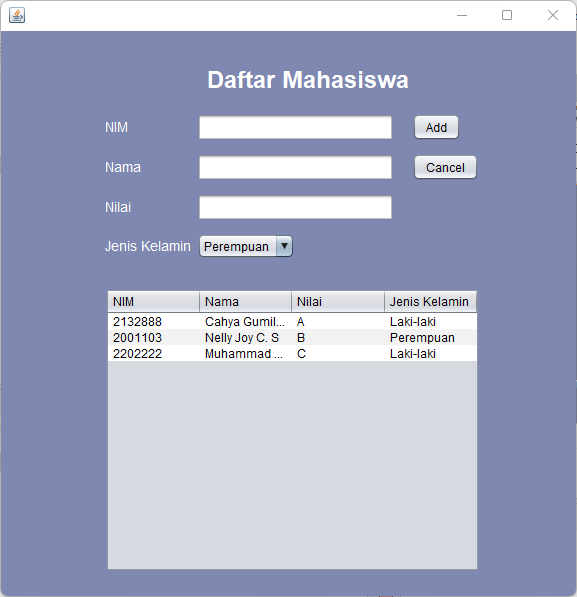 Daftar Mahasiswa
NIM Add
Nama Cancel
Nilai
Jenis Kelamin Perempuan
NIM Nama Nilai Jenis Kelamin
2132888 Cahya Gumil... A Laki-laki
2001103 Nelly Joy C. S B Perempuan
2202222 Muhammad ... C Laki-laki